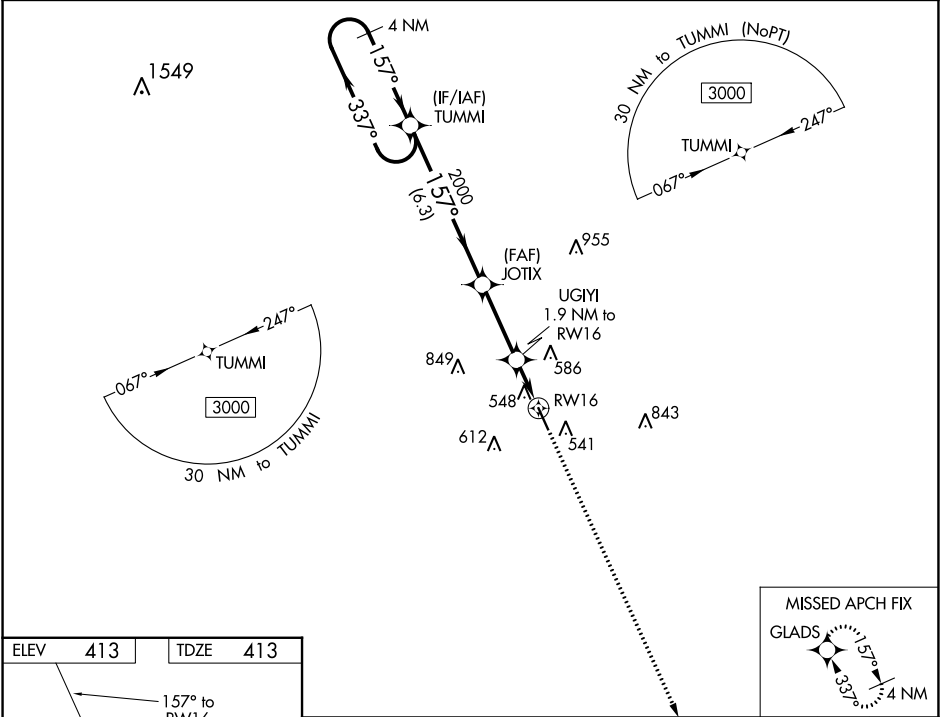 4 NM
1549
157°
337°
(IF/IAF)
TUMMI
30 NM to TUMMI (NoPT)
3000
TUMMI
247°
067°
2000
157°
(6.3)
955
(FAF)
JOTIX
UGIYI
1.9 NM to
RW16
247°
067°
TUMMI
3000
30 NM to TUMMI
849
586
548
RW16
612
541
843
MISSED APCH FIX
GLADS
157°
337°
4 NM
ELEV 413
TDZE 413
157° to
RW16